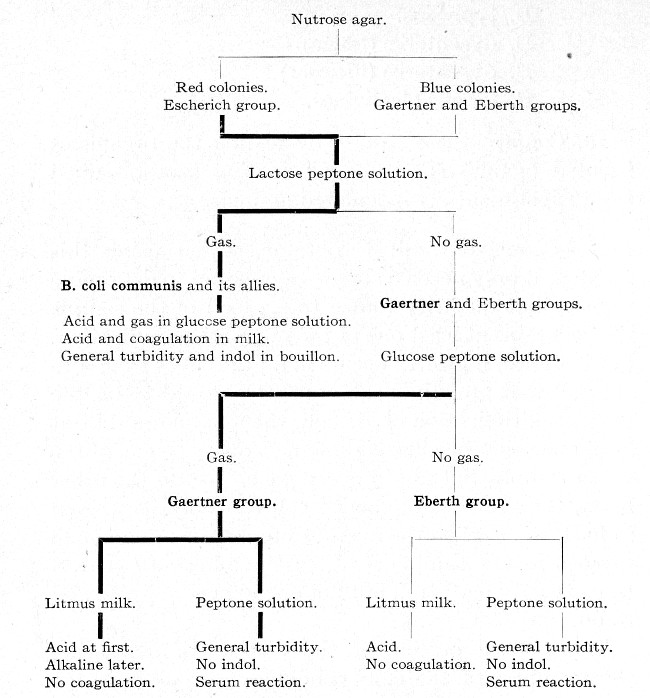 Nutrose agar.
Red colonies.
Escherich group.
Blue colonies.
Gaertner and Eberth groups.
Lactose peptone solution.
Gas.
No gas.
B. coli communis and its allies.
Acid and gas in glucose peptone solution.
Acid and coagulation in milk.
General turbidity and indol in bouillon.
Gaertner and Eberth groups.
Glucose peptone solution.
Gas.
No gas.
Gaertner group.
Eberth group.
Litmus milk.
Acid at first.
Alkaline later.
No coagulation.
Peptone solution.
General turbidity.
No indol.
Serum reaction.
Litmus milk.
Acid.
No coagulation.
Peptone solution.
General turbidity.
No indol.
Serum reaction.